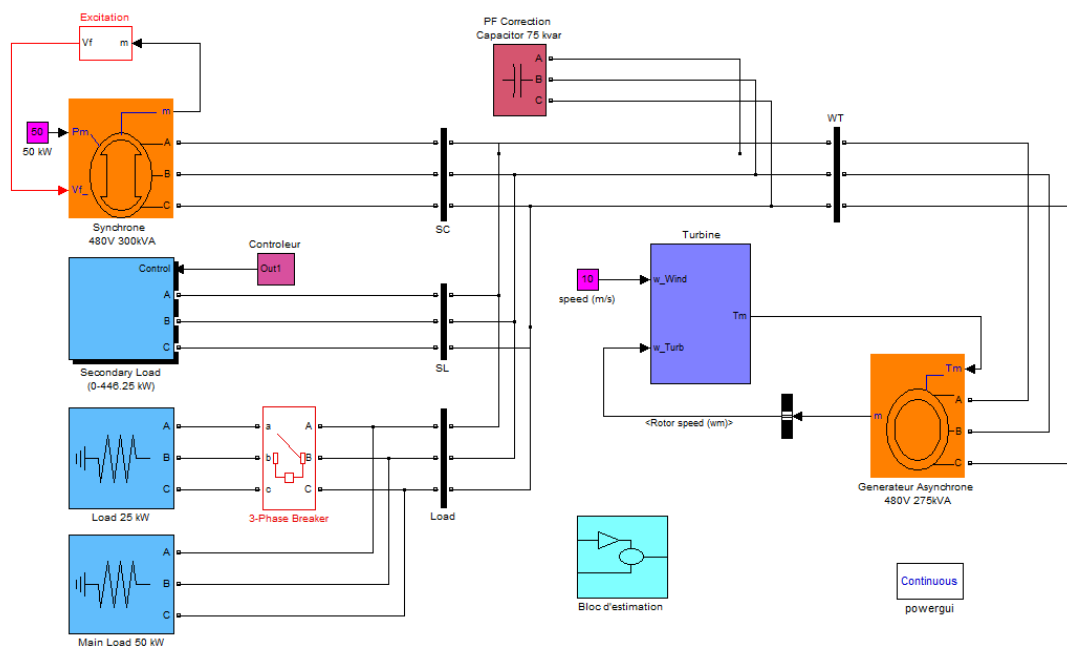 Excitation
Vf
m
m
50
50 kW
Pm
Vf_
A
B
C
Synchrone
480V 300kVA
PF Correction
Capacitor 75 kvar
A
B
C
SC
WT
Controleur
Out1
Control
A
B
C
Secondary Load
(0-446.25 kW)
SL
Turbine
10
speed (m/s)
w_Wind
w_Turb
Tm
<Rotor speed (wm)>
Tm
m
A
B
C
Generateur Asynchrone
480V 275kVA
A
B
C
Load 25 kW
a
b
c
A
B
C
3-Phase Breaker
Load
A
B
C
Main Load 50 kW
Bloc d'estimation
Continuous
powergui